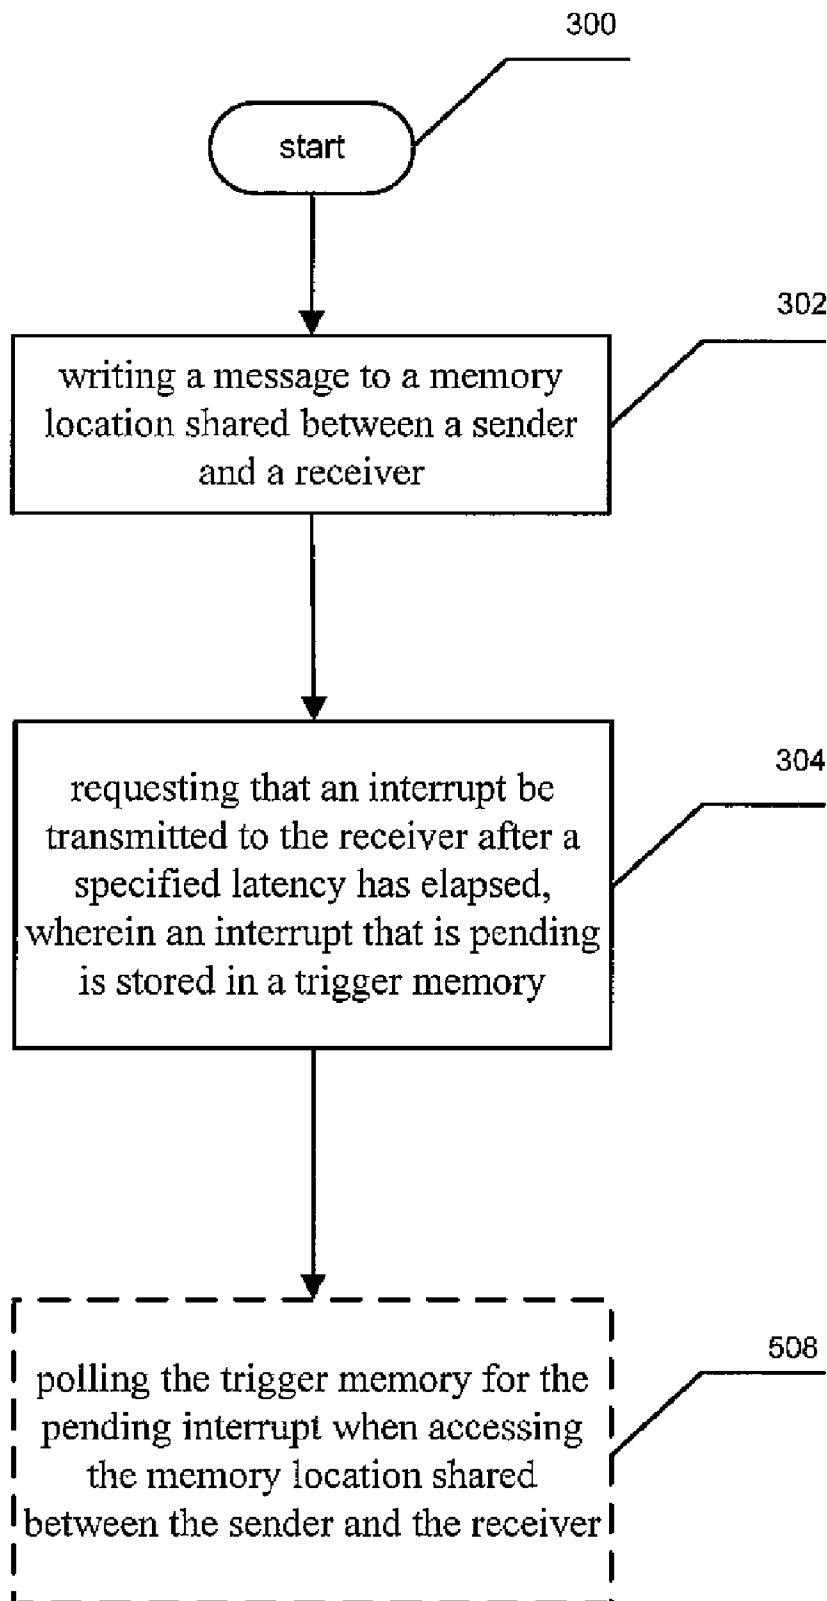 300
start
302
writing a message to a memory
location shared between a sender
and a receiver
304
requesting that an interrupt be
transmitted to the receiver after a
specified latency has elapsed,
wherein an interrupt that is pending
is stored in a trigger memory
508
polling the trigger memory for the
pending interrupt when accessing
the memory location shared
between the sender and the receiver